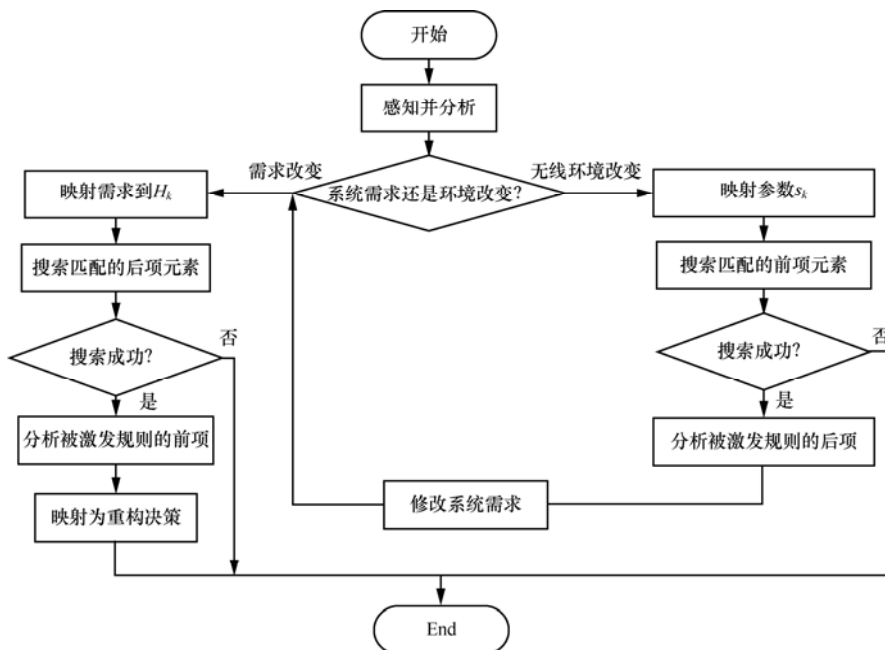 开始
感知并分析
系统需求还是环境改变?
需求改变
无线环境改变
映射需求到Hk
搜索匹配的后项元素
搜索成功?
否
是
分析被激发规则的前项
映射为重构决策
映射参数sk
搜索匹配的前项元素
搜索成功?
否
是
分析被激发规则的后项
修改系统需求
End